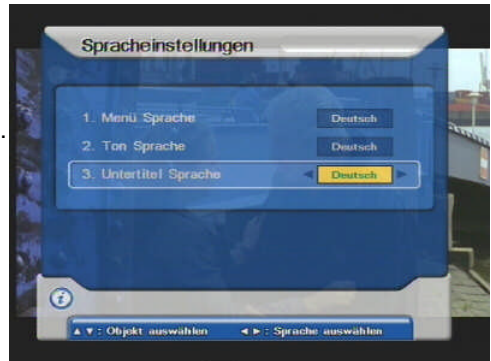 Spracheinstellungen
1. Menü Sprache Deutsch
2. Ton Sprache Deutsch
3. Untertitel Sprache ◄ Deutsch ►
▲ ▼ : Objekt auswählen ◄ ► : Sprache auswählen